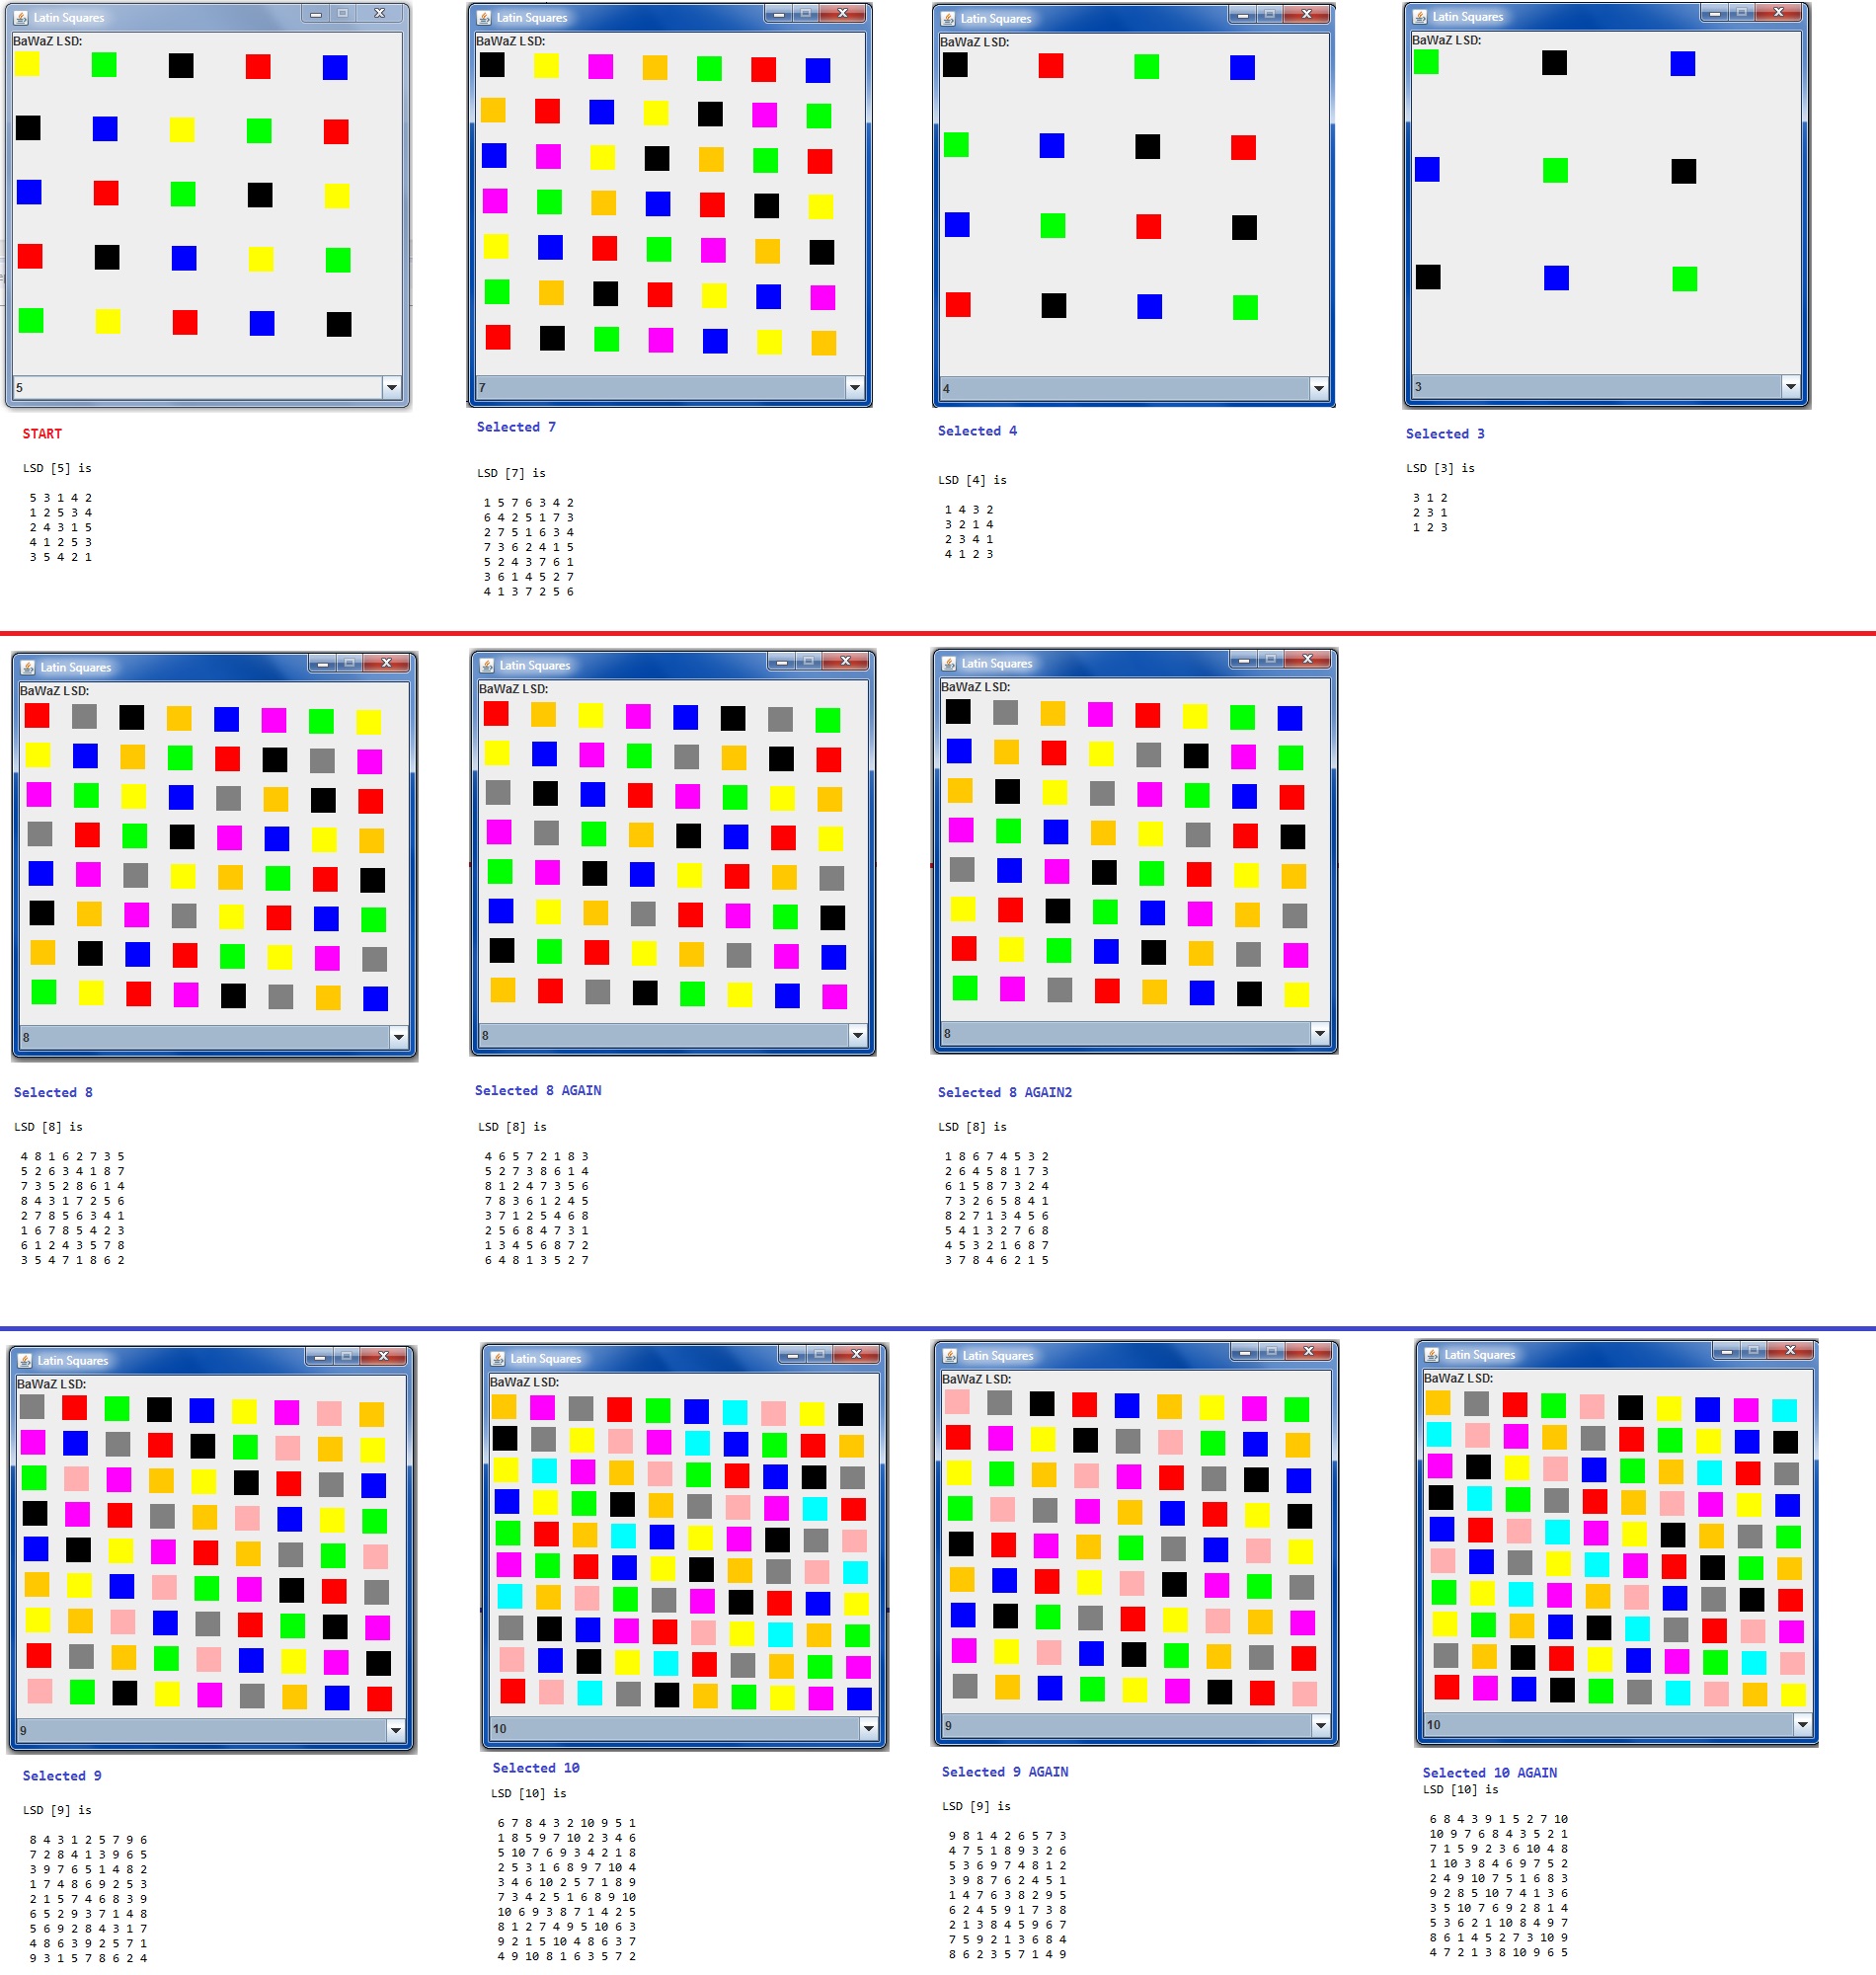 Latin Squares
BaWaZ LSD:
5
START
LSD [5] is
5 3 1 4 2
1 2 5 3 4
2 4 3 1 5
4 1 2 5 3
3 5 4 2 1
Latin Squares
BaWaZ LSD:
7
Selected 7
LSD [7] is
1 5 7 6 3 4 2
6 4 2 5 1 7 3
2 7 5 1 6 3 4
7 3 6 2 4 1 5
5 2 4 3 7 6 1
3 6 1 4 5 2 7
4 1 3 7 2 5 6
Latin Squares
BaWaZ LSD:
4
Selected 4
LSD [4] is
1 4 3 2
3 2 1 4
2 3 4 1
4 1 2 3
Latin Squares
BaWaZ LSD:
3
Selected 3
LSD [3] is
3 1 2
2 3 1
1 2 3
Latin Squares
BaWaZ LSD:
8
Selected 8
LSD [8] is
4 8 1 6 2 7 3 5
5 2 6 3 4 1 8 7
7 3 5 2 8 6 1 4
8 4 3 1 7 2 5 6
2 7 8 5 6 3 4 1
1 6 7 8 5 4 2 3
6 1 2 4 3 5 7 8
3 5 4 7 1 8 6 2
Latin Squares
BaWaZ LSD:
8
Selected 8 AGAIN
LSD [8] is
4 6 5 7 2 1 8 3
5 2 7 3 8 6 1 4
8 1 2 4 7 3 5 6
7 8 3 6 1 2 4 5
3 7 1 2 5 4 6 8
2 5 6 8 4 7 3 1
1 3 4 5 6 8 7 2
6 4 8 1 3 5 2 7
Latin Squares
BaWaZ LSD:
8
Selected 8 AGAIN2
LSD [8] is
1 8 6 7 4 5 3 2
2 6 4 5 8 1 7 3
6 1 5 8 7 3 2 4
7 3 2 6 5 8 4 1
8 2 7 1 3 4 5 6
5 4 1 3 2 7 6 8
4 5 3 2 1 6 8 7
3 7 8 4 6 2 1 5
Latin Squares
BaWaZ LSD:
9
Selected 9
LSD [9] is
8 4 3 1 2 5 7 9 6
7 2 8 4 1 3 9 6 5
3 9 7 6 5 1 4 8 2
1 7 4 8 6 9 2 5 3
2 1 5 7 4 6 8 3 9
6 5 2 9 3 7 1 4 8
5 6 9 2 8 4 3 1 7
4 8 6 3 9 2 5 7 1
9 3 1 5 7 8 6 2 4
Latin Squares
BaWaZ LSD:
10
Selected 10
LSD [10] is
6 7 8 4 3 2 10 9 5 1
1 8 5 9 7 10 2 3 4 6
5 10 7 6 9 3 4 2 1 8
2 5 3 1 6 8 9 7 10 4
3 4 6 10 2 5 7 1 8 9
7 3 4 2 5 1 6 8 9 10
10 6 9 3 8 7 1 4 2 5
8 1 2 7 4 9 5 10 6 3
9 2 1 5 10 4 8 6 3 7
4 9 10 8 1 6 3 5 7 2
Latin Squares
BaWaZ LSD:
9
Selected 9 AGAIN
LSD [9] is
9 8 1 4 2 6 5 7 3
4 7 5 1 8 9 3 2 6
5 3 6 9 7 4 8 1 2
3 9 8 7 6 2 4 5 1
1 4 7 6 3 8 2 9 5
6 2 4 5 9 1 7 3 8
2 1 3 8 4 5 9 6 7
7 5 9 2 1 3 6 8 4
8 6 2 3 5 7 1 4 9
Latin Squares
BaWaZ LSD:
10
Selected 10 AGAIN
LSD [10] is
6 8 4 3 9 1 5 2 7 10
10 9 7 6 8 4 3 5 2 1
7 1 5 9 2 3 6 10 4 8
1 10 3 8 4 6 9 7 5 2
2 4 9 10 7 5 1 6 8 3
9 2 8 5 10 7 4 1 3 6
3 5 10 7 6 9 2 8 1 4
5 3 6 2 1 10 8 4 9 7
8 6 1 4 5 2 7 3 10 9
4 7 2 1 3 8 10 9 6 5